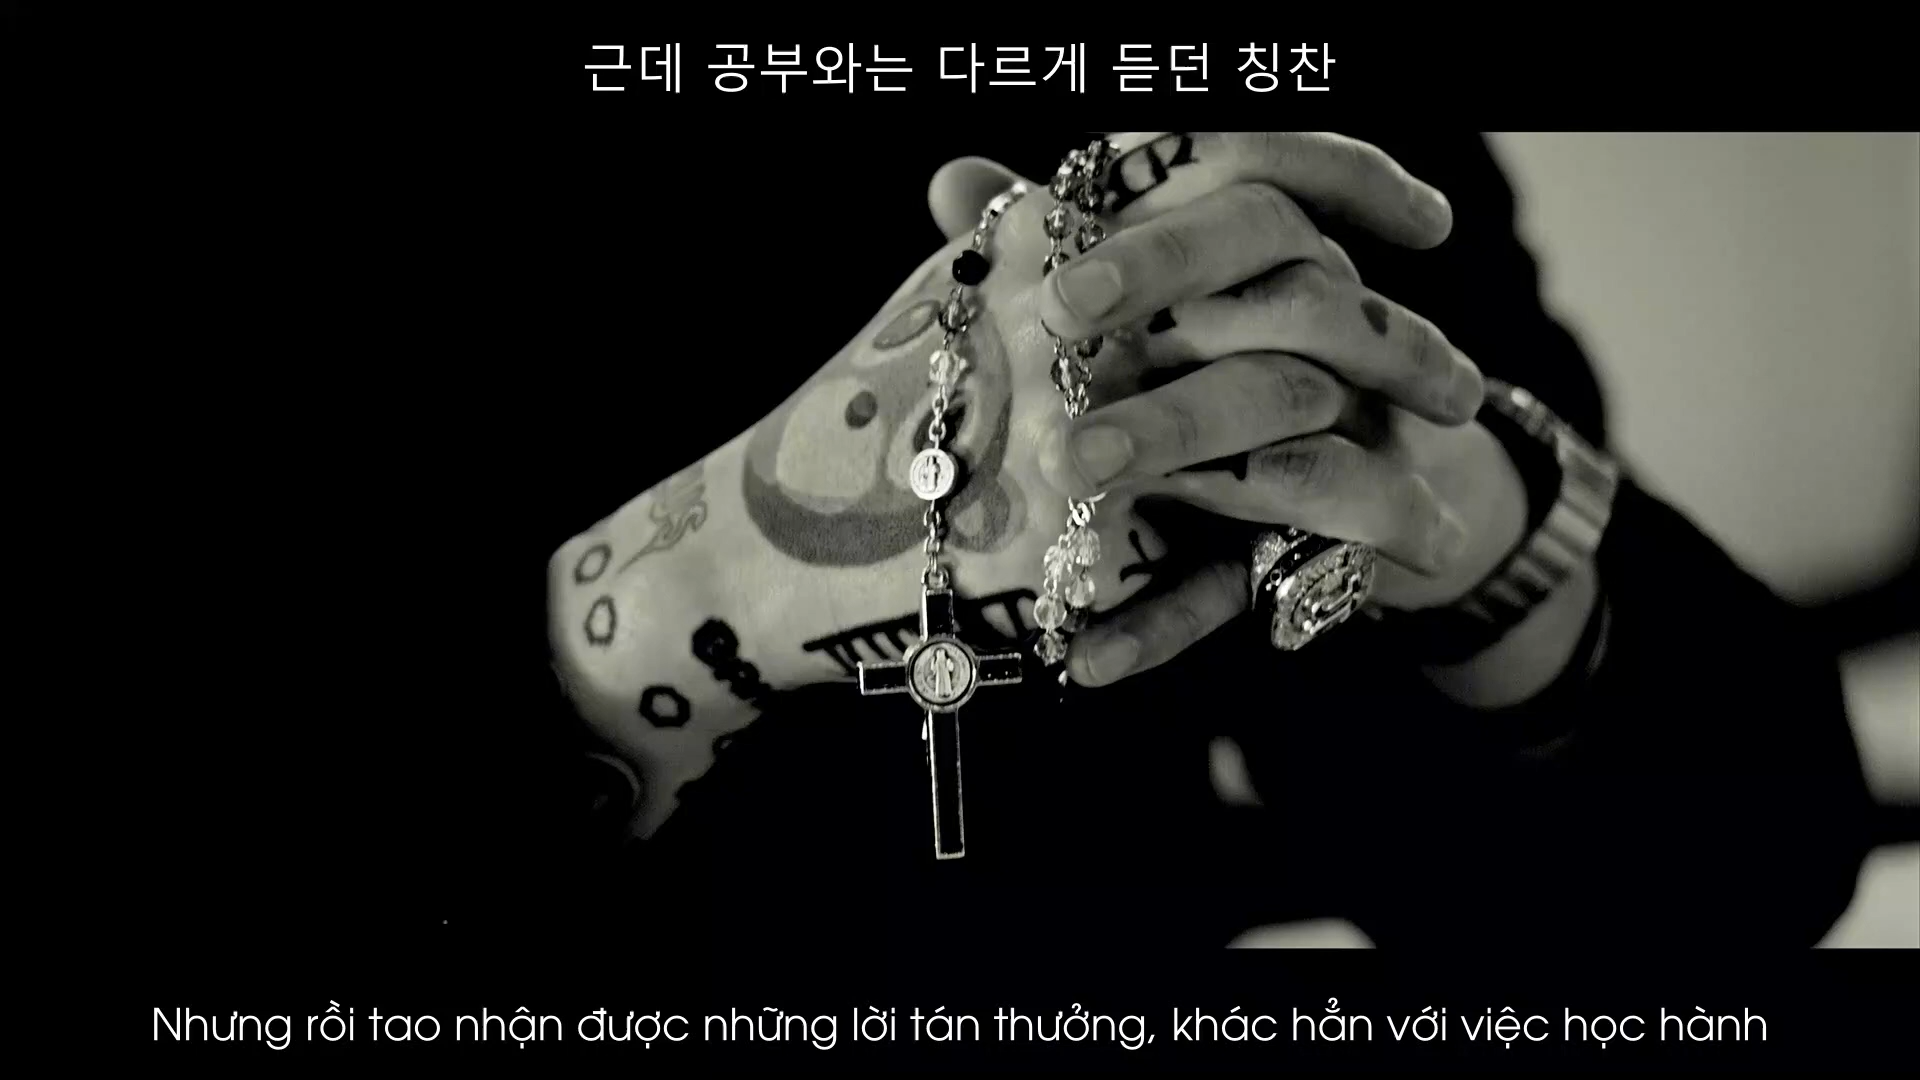 근데 공부와는 다르게 듣던 칭찬
Nhưng rồi tao nhận được những lời tán thưởng, khác hẳn với việc học hành